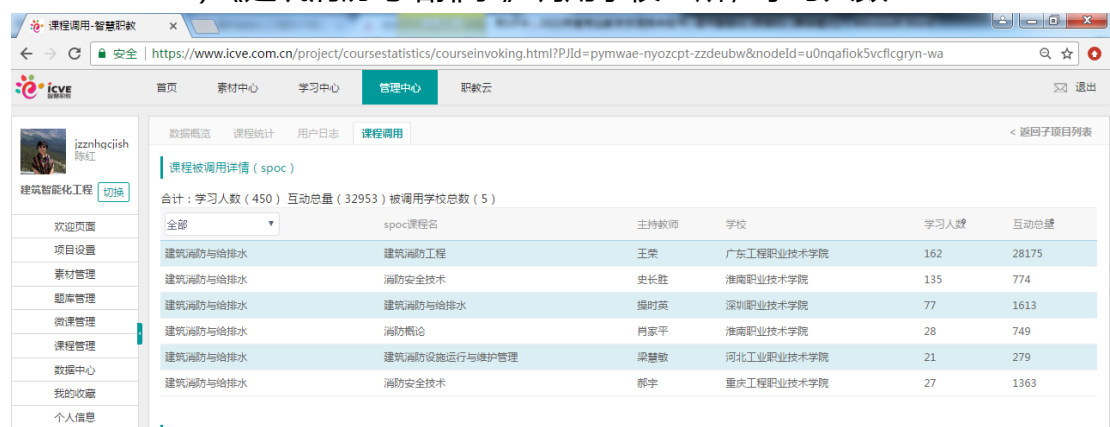 课程调用-智慧职教
安全 https://www.icve.com.cn/project/coursestatistics/courseinvoking.html?PJId=pymwae-nyozcpt-zzdeubw&nodeId=u0nqafiok5vcflcgryn-wa
icve 智慧职教 首页 素材中心 学习中心 管理中心 职教云 退出
jzznhqcjish
陈红
建筑智能化工程 切换
欢迎页面
项目设置
素材管理
题库管理
微课管理
课程管理
数据中心
我的收藏
个人信息
数据概览 课程统计 用户日志 课程调用 < 返回子项目列表
课程被调用详情（spoc）
合计：学习人数（450） 互动总量（32953）被调用学校总数（5）
全部 spoc课程名 主持教师 学校 学习人数 互动总量
建筑消防与给排水 建筑消防工程 王荣 广东工程职业技术学院 162 28175
建筑消防与给排水 消防安全技术 史长胜 淮南职业技术学院 135 774
建筑消防与给排水 建筑消防与给排水 操时英 深圳职业技术学院 77 1613
建筑消防与给排水 消防概论 肖家平 淮南职业技术学院 28 749
建筑消防与给排水 建筑消防设施运行与维护管理 梁慧敏 河北工业职业技术学院 21 279
建筑消防与给排水 消防安全技术 郝宇 重庆工程职业技术学院 27 1363